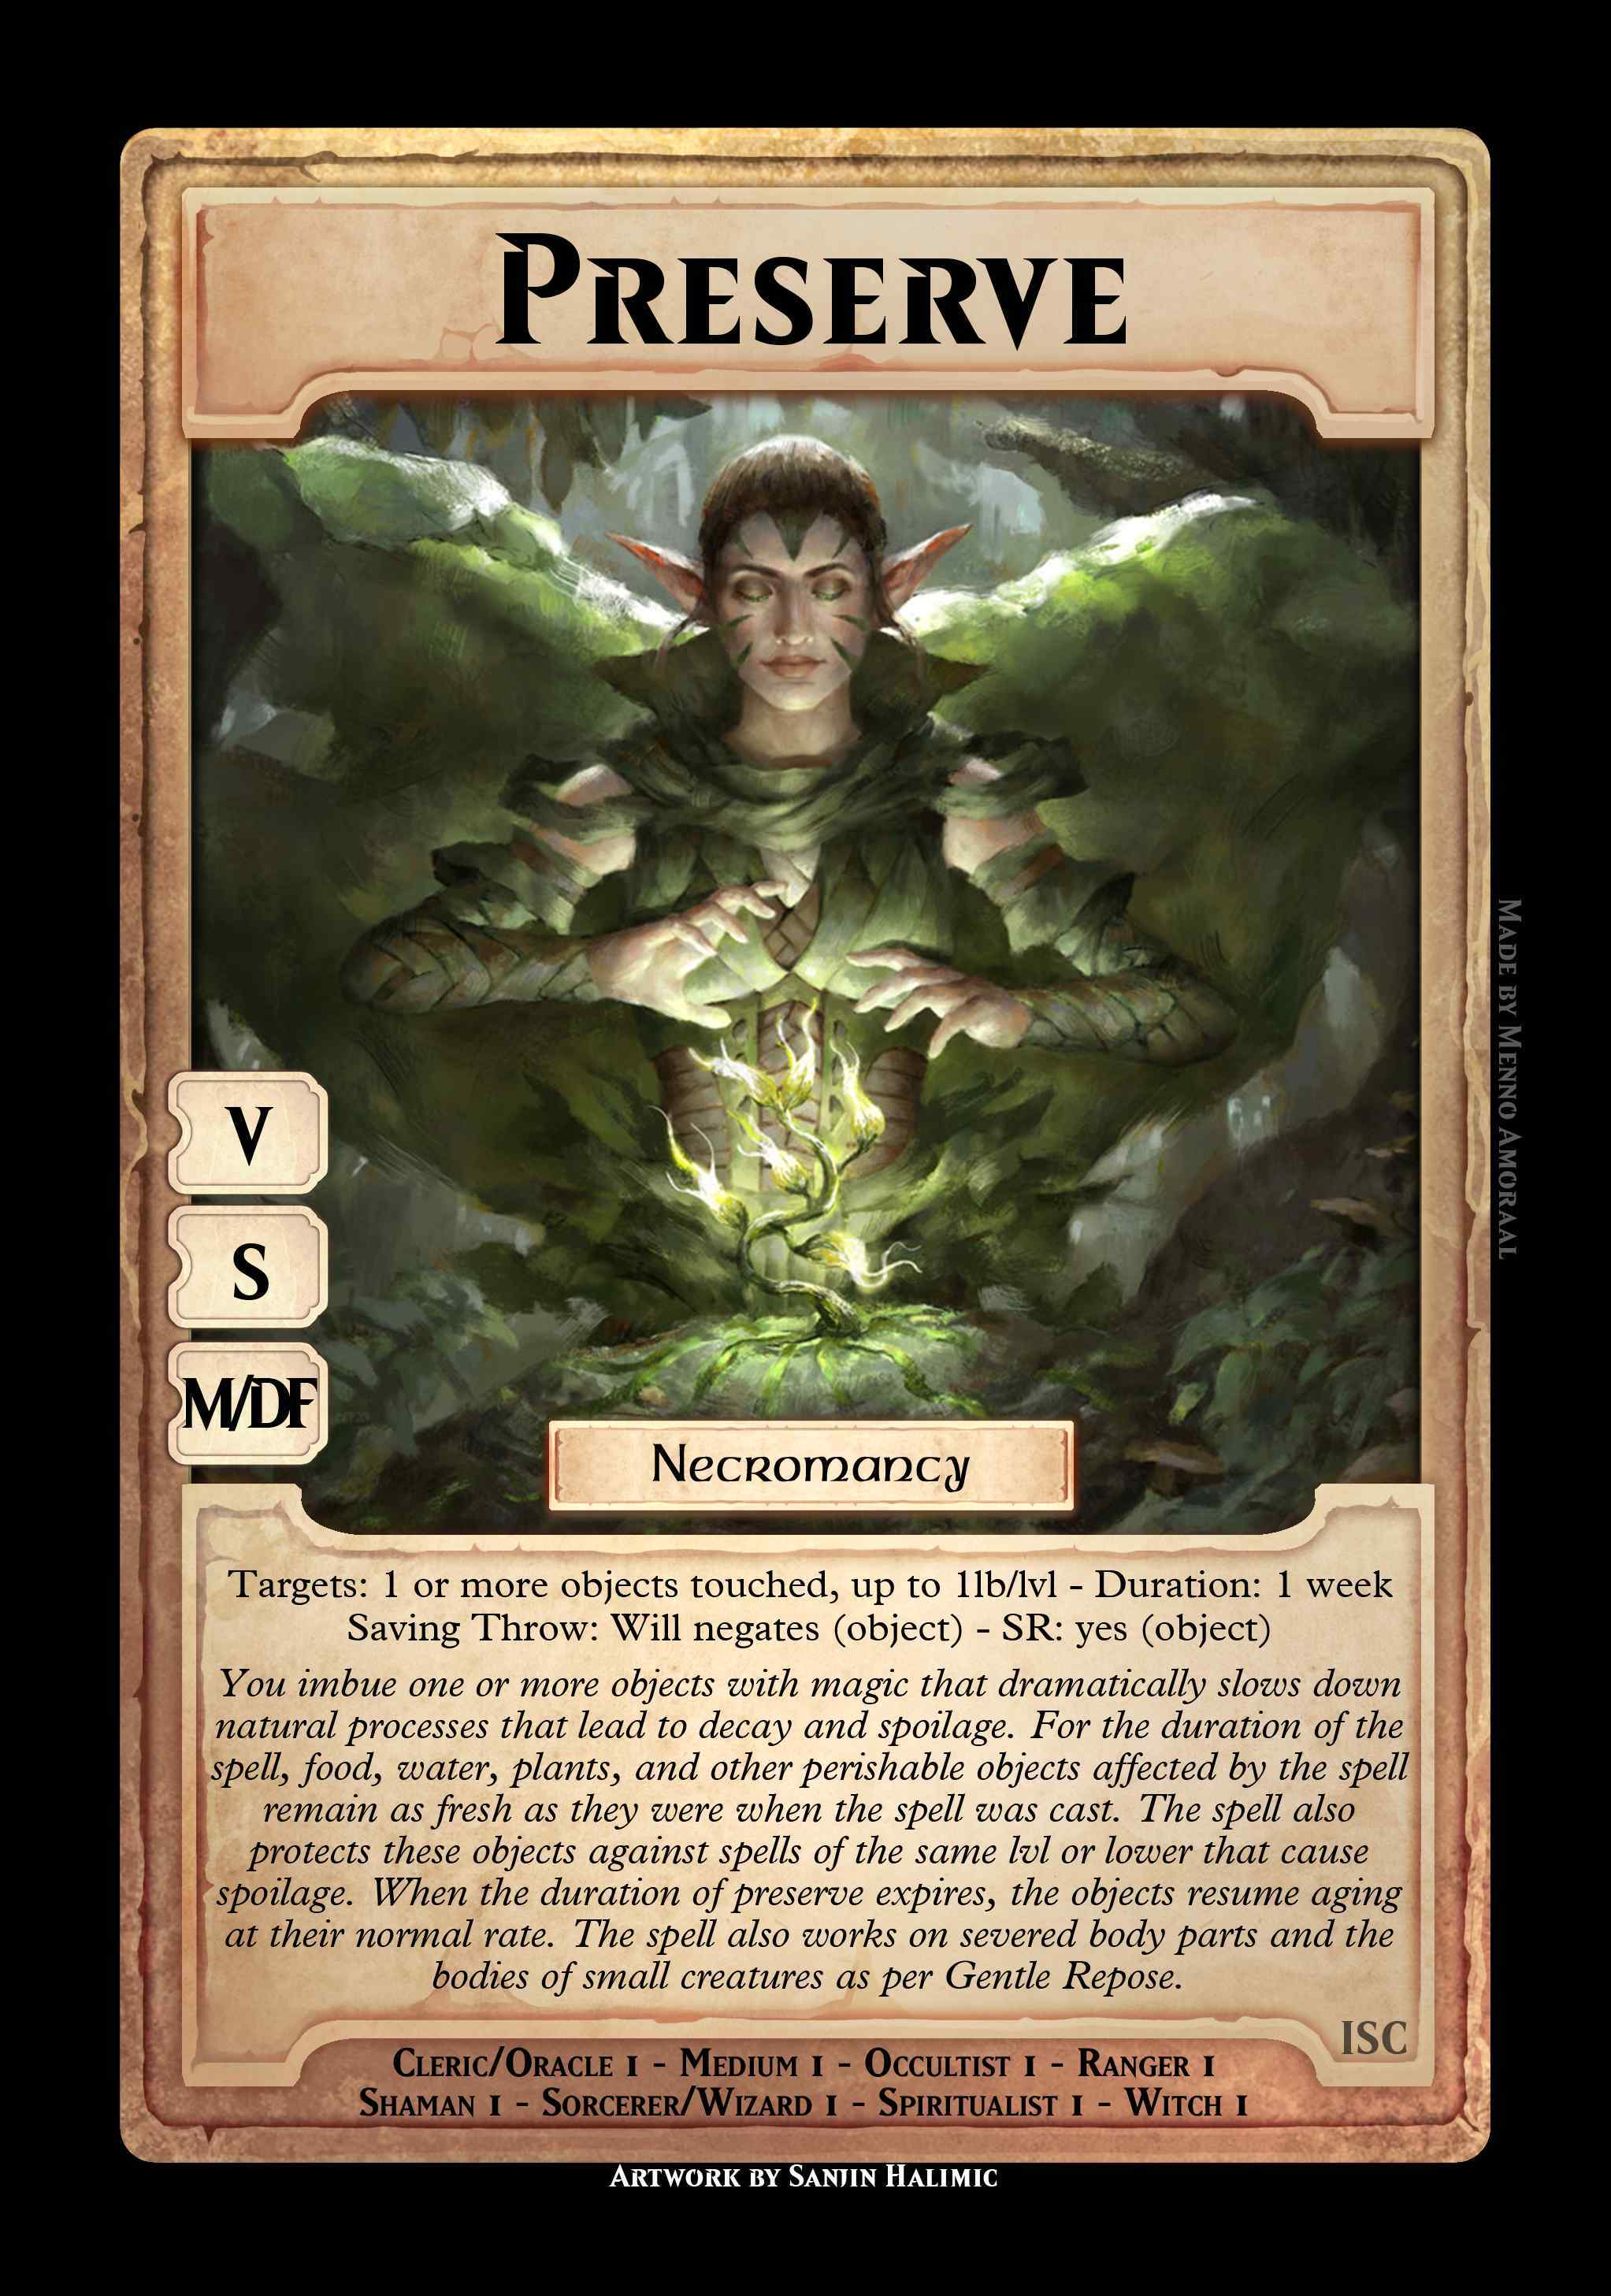 Preserve
V
S
M/DF
Necromancy
Targets: 1 or more objects touched, up to 1lb/lvl - Duration: 1 week
Saving Throw: Will negates (object) - SR: yes (object)
You imbue one or more objects with magic that dramatically slows down
natural processes that lead to decay and spoilage. For the duration of the
spell, food, water, plants, and other perishable objects affected by the spell
remain as fresh as they were when the spell was cast. The spell also
protects these objects against spells of the same lvl or lower that cause
spoilage. When the duration of preserve expires, the objects resume aging
at their normal rate. The spell also works on severed body parts and the
bodies of small creatures as per Gentle Repose.
ISC
Cleric/Oracle 1 - Medium 1 - Occultist 1 - Ranger 1
Shaman 1 - Sorcerer/Wizard 1 - Spiritualist 1 - Witch 1
Artwork by Sanjin Halimic
Made by Menno Amoraal